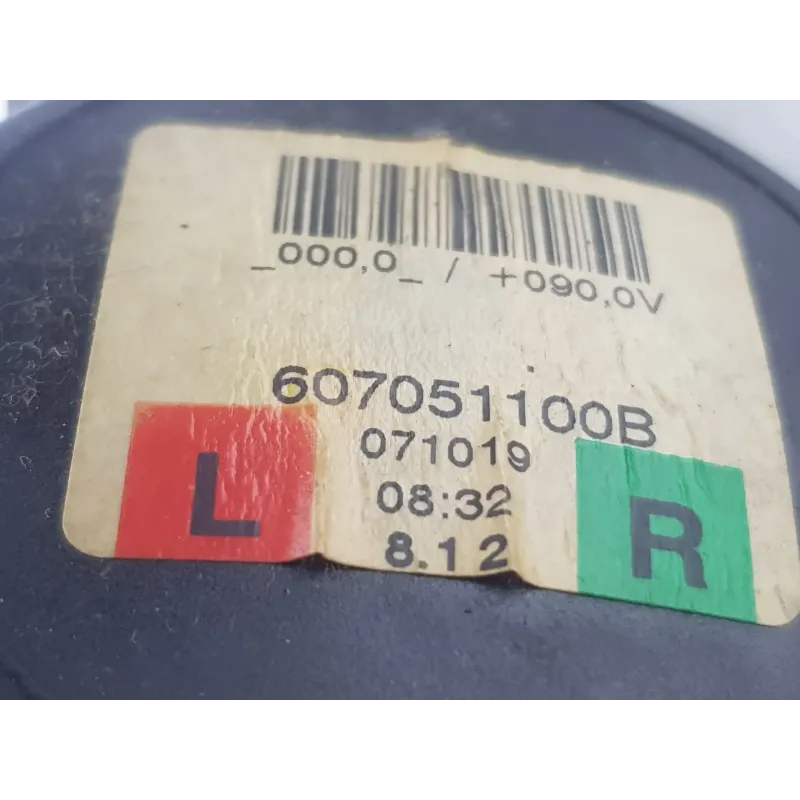 _000,0_ / +090,0V
607051100B
071019
L
08:32
R
8.12